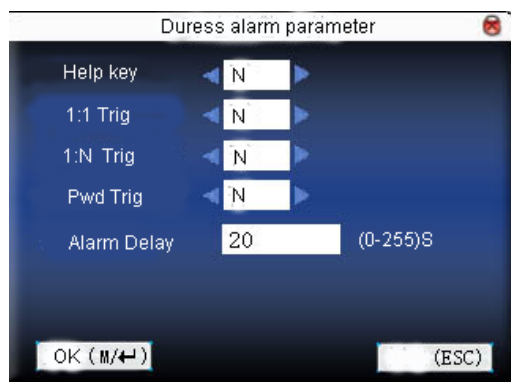 Duress alarm parameter
Help key N
1:1 Trig N
1:N Trig N
Pwd Trig N
Alarm Delay 20 (0-255)S
OK (M/↵) (ESC)